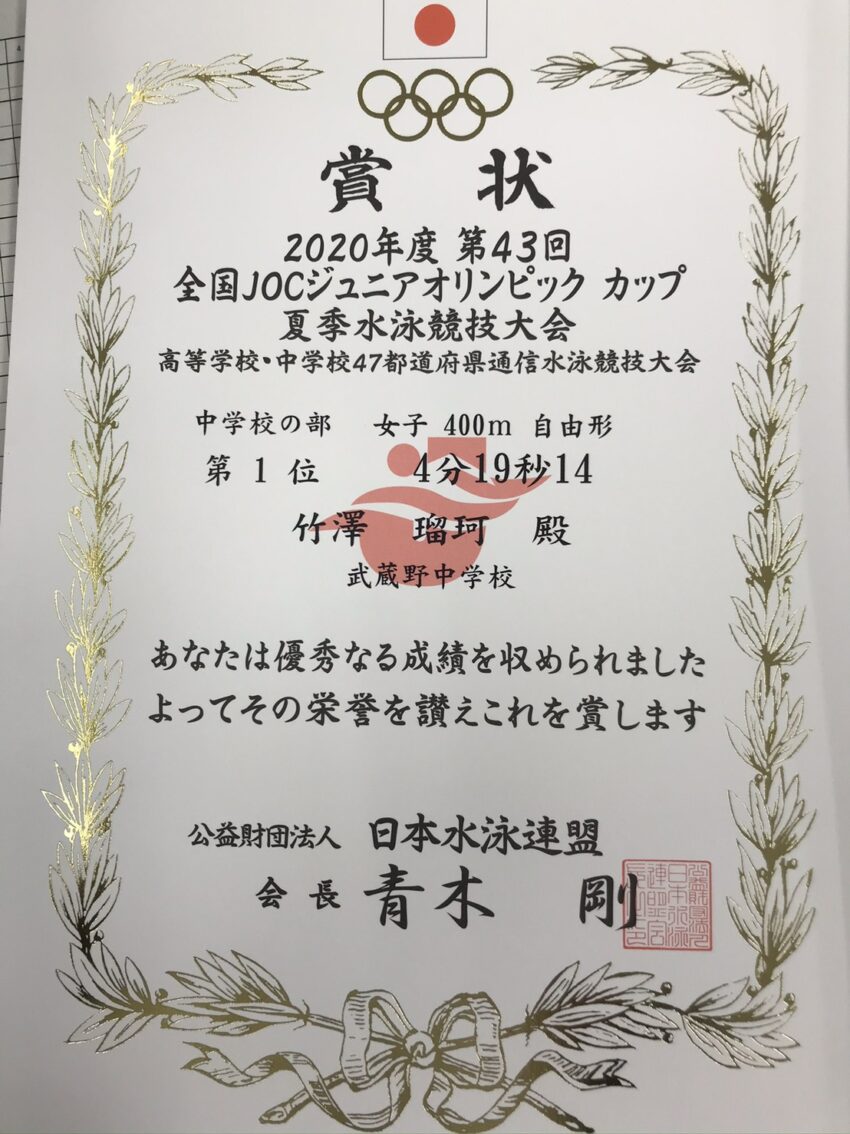 賞 状
2020年度 第43回
全国JOCジュニアオリンピック カップ
夏季水泳競技大会
高等学校・中学校47都道府県通信水泳競技大会
中学校の部 女子 400m 自由形
第 1 位 4分19秒14
竹澤 瑠珂 殿
武蔵野中学校
あなたは優秀なる成績を収められました
よってその栄誉を讃えこれを賞します
公益財団法人 日本水泳連盟
会 長 青木 剛